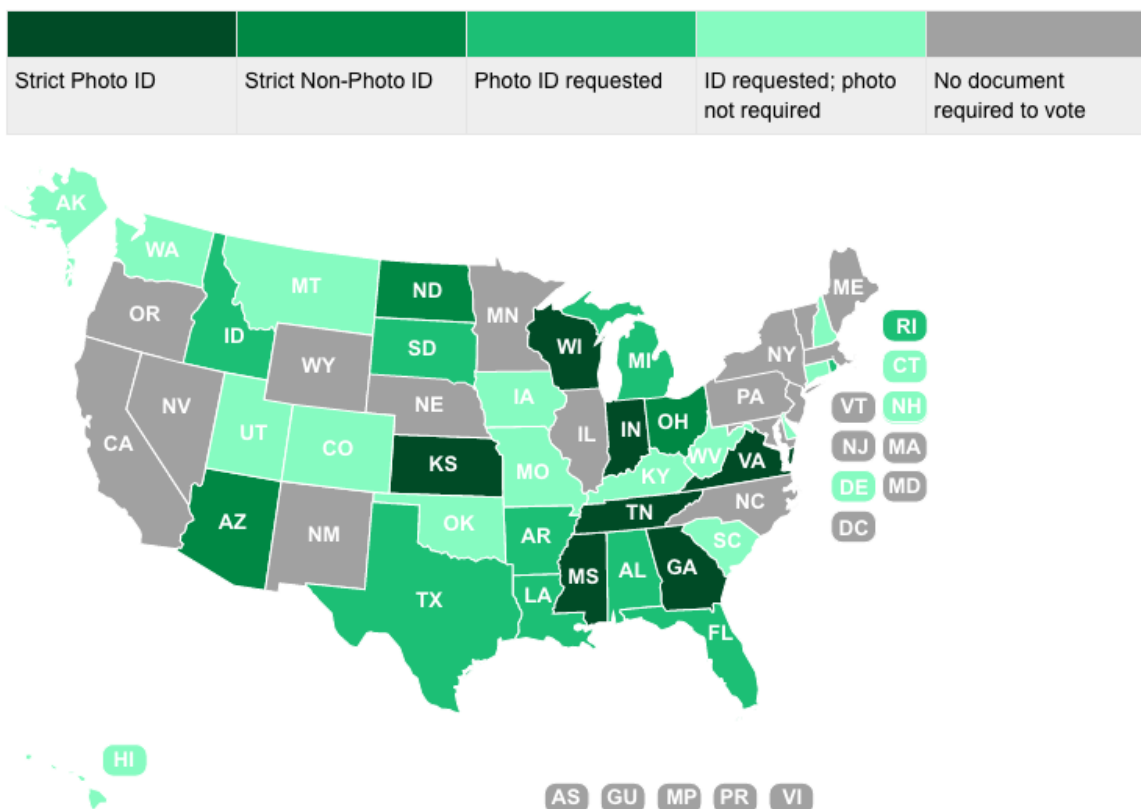 Strict Photo ID
Strict Non-Photo ID
Photo ID requested
ID requested; photo
not required
No document
required to vote
AK
WA
MT
ND
MN
ME
OR
ID
SD
WI
MI
NY
RI
WY
CT
NV
NE
IA
PA
VT
NH
CA
UT
CO
IL
IN
OH
NJ
MA
KS
MO
KY
WV
VA
DE
MD
AZ
NM
OK
AR
TN
NC
DC
SC
TX
LA
MS
AL
GA
FL
HI
AS
GU
MP
PR
VI